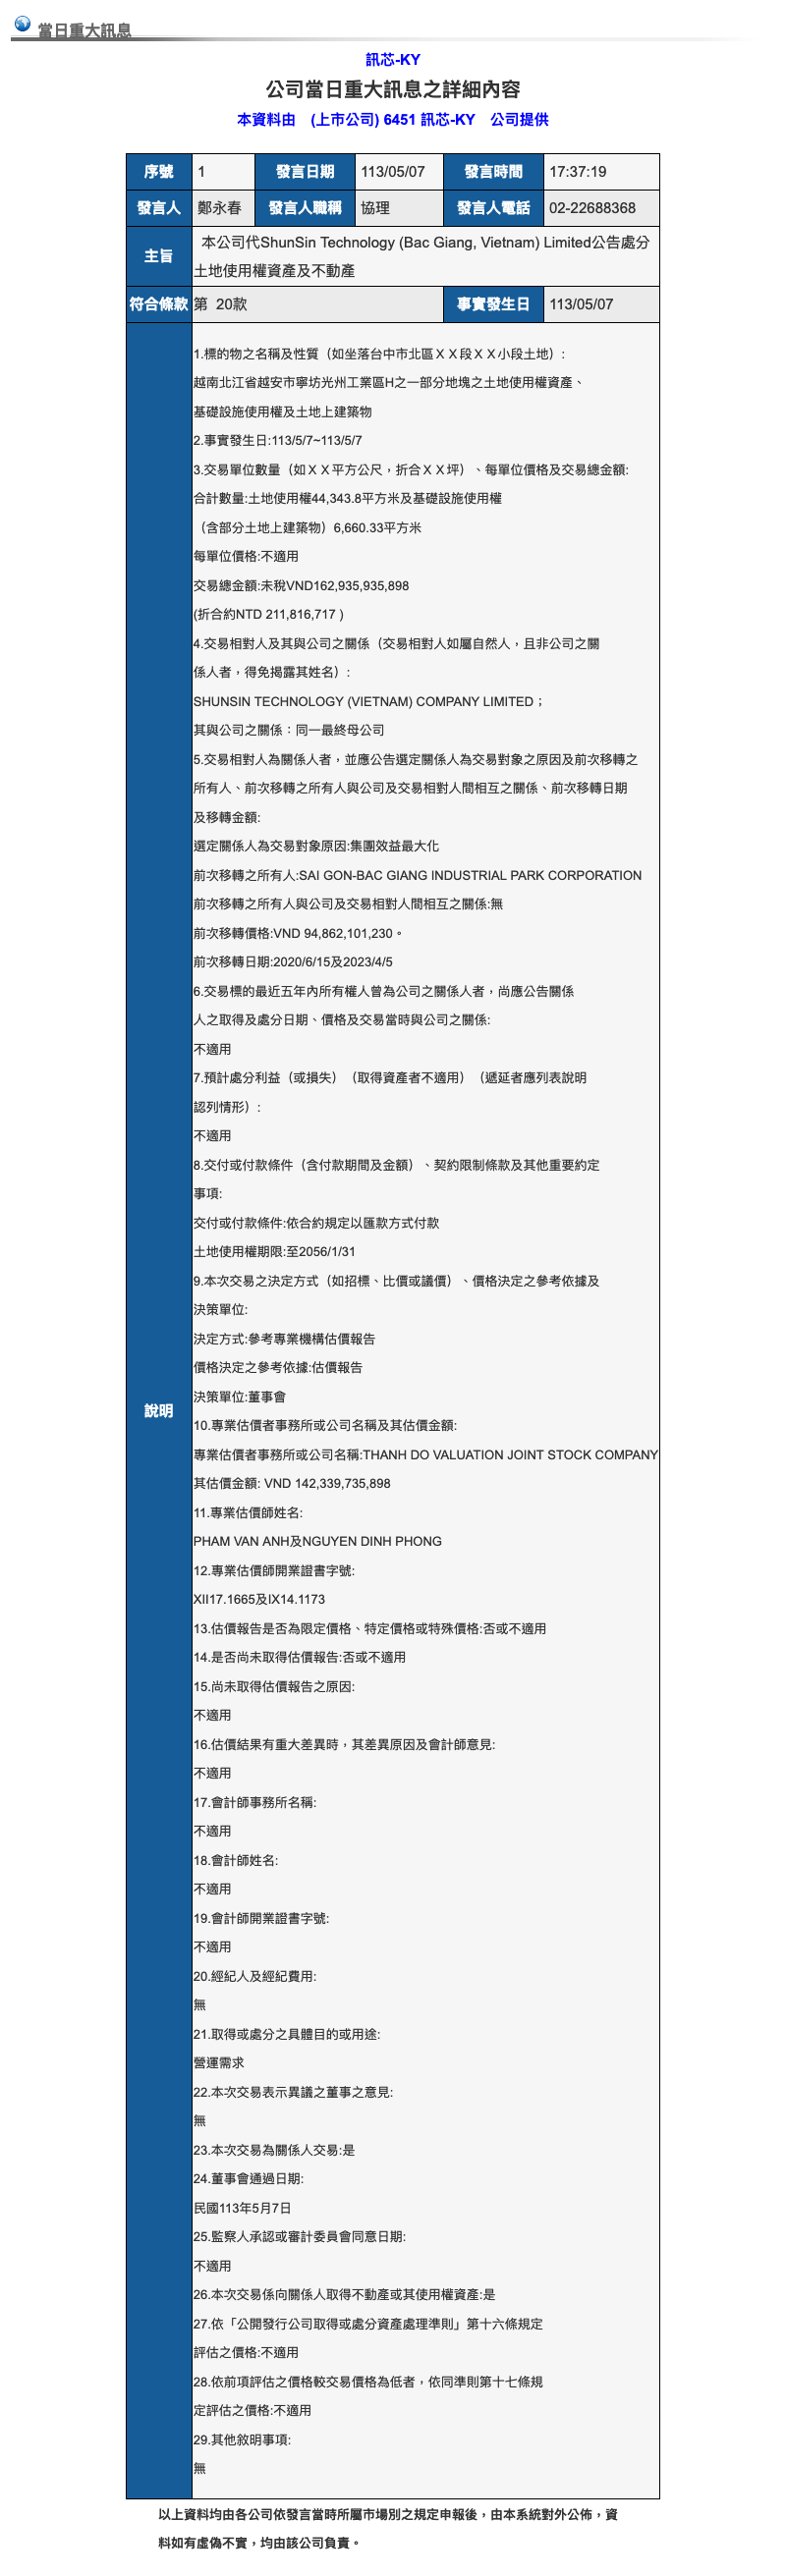 當日重大訊息
訊芯-KY
公司當日重大訊息之詳細內容
本資料由　(上市公司) 6451 訊芯-KY　公司提供
序號 1 發言日期 113/05/07 發言時間 17:37:19
發言人 鄭永春 發言人職稱 協理 發言人電話 02-22688368
主旨 本公司代ShunSin Technology (Bac Giang, Vietnam) Limited公告處分
土地使用權資產及不動產
符合條款 第 20款 事實發生日 113/05/07
說明
1.標的物之名稱及性質（如坐落台中市北區ＸＸ段ＸＸ小段土地）:
越南北江省越安市寧坊光州工業區H之一部分地塊之土地使用權資產、
基礎設施使用權及土地上建築物
2.事實發生日:113/5/7~113/5/7
3.交易單位數量（如ＸＸ平方公尺，折合ＸＸ坪）、每單位價格及交易總金額:
合計數量:土地使用權44,343.8平方米及基礎設施使用權
（含部分土地上建築物）6,660.33平方米
每單位價格:不適用
交易總金額:未稅VND162,935,935,898
(折合約NTD 211,816,717 )
4.交易相對人及其與公司之關係（交易相對人如屬自然人，且非公司之關
係人者，得免揭露其姓名）:
SHUNSIN TECHNOLOGY (VIETNAM) COMPANY LIMITED；
其與公司之關係：同一最終母公司
5.交易相對人為關係人者，並應公告選定關係人為交易對象之原因及前次移轉之
所有人、前次移轉之所有人與公司及交易相對人間相互之關係、前次移轉日期
及移轉金額:
選定關係人為交易對象原因:集團效益最大化
前次移轉之所有人:SAI GON-BAC GIANG INDUSTRIAL PARK CORPORATION
前次移轉之所有人與公司及交易相對人間相互之關係:無
前次移轉價格:VND 94,862,101,230。
前次移轉日期:2020/6/15及2023/4/5
6.交易標的最近五年內所有權人曾為公司之關係人者，尚應公告關係
人之取得及處分日期、價格及交易當時與公司之關係:
不適用
7.預計處分利益（或損失）（取得資產者不適用）（遞延者應列表說明
認列情形）:
不適用
8.交付或付款條件（含付款期間及金額）、契約限制條款及其他重要約定
事項:
交付或付款條件:依合約規定以匯款方式付款
土地使用權期限:至2056/1/31
9.本次交易之決定方式（如招標、比價或議價）、價格決定之參考依據及
決策單位:
決定方式:參考專業機構估價報告
價格決定之參考依據:估價報告
決策單位:董事會
10.專業估價者事務所或公司名稱及其估價金額:
專業估價者事務所或公司名稱:THANH DO VALUATION JOINT STOCK COMPANY
其估價金額: VND 142,339,735,898
11.專業估價師姓名:
PHAM VAN ANH及NGUYEN DINH PHONG
12.專業估價師開業證書字號:
XII17.1665及IX14.1173
13.估價報告是否為限定價格、特定價格或特殊價格:否或不適用
14.是否尚未取得估價報告:否或不適用
15.尚未取得估價報告之原因:
不適用
16.估價結果有重大差異時，其差異原因及會計師意見:
不適用
17.會計師事務所名稱:
不適用
18.會計師姓名:
不適用
19.會計師開業證書字號:
不適用
20.經紀人及經紀費用:
無
21.取得或處分之具體目的或用途:
營運需求
22.本次交易表示異議之董事之意見:
無
23.本次交易為關係人交易:是
24.董事會通過日期:
民國113年5月7日
25.監察人承認或審計委員會同意日期:
不適用
26.本次交易係向關係人取得不動產或其使用權資產:是
27.依「公開發行公司取得或處分資產處理準則」第十六條規定
評估之價格:不適用
28.依前項評估之價格較交易價格為低者，依同準則第十七條規
定評估之價格:不適用
29.其他敘明事項:
無
以上資料均由各公司依發言當時所屬市場別之規定申報後，由本系統對外公佈，資
料如有虛偽不實，均由該公司負責。